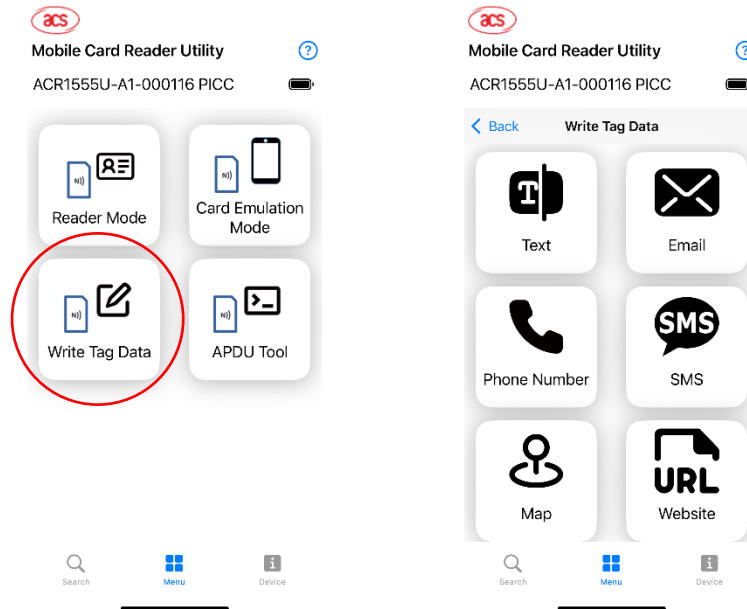 acs
Mobile Card Reader Utility
?
ACR1555U-A1-000116 PICC
Reader Mode
Card Emulation
Mode
Write Tag Data
APDU Tool
Search
Menu
Device
acs
Mobile Card Reader Utility
?
ACR1555U-A1-000116 PICC
Back
Write Tag Data
T
Text
Email
Phone Number
SMS
SMS
Map
URL
Website
Search
Menu
Device